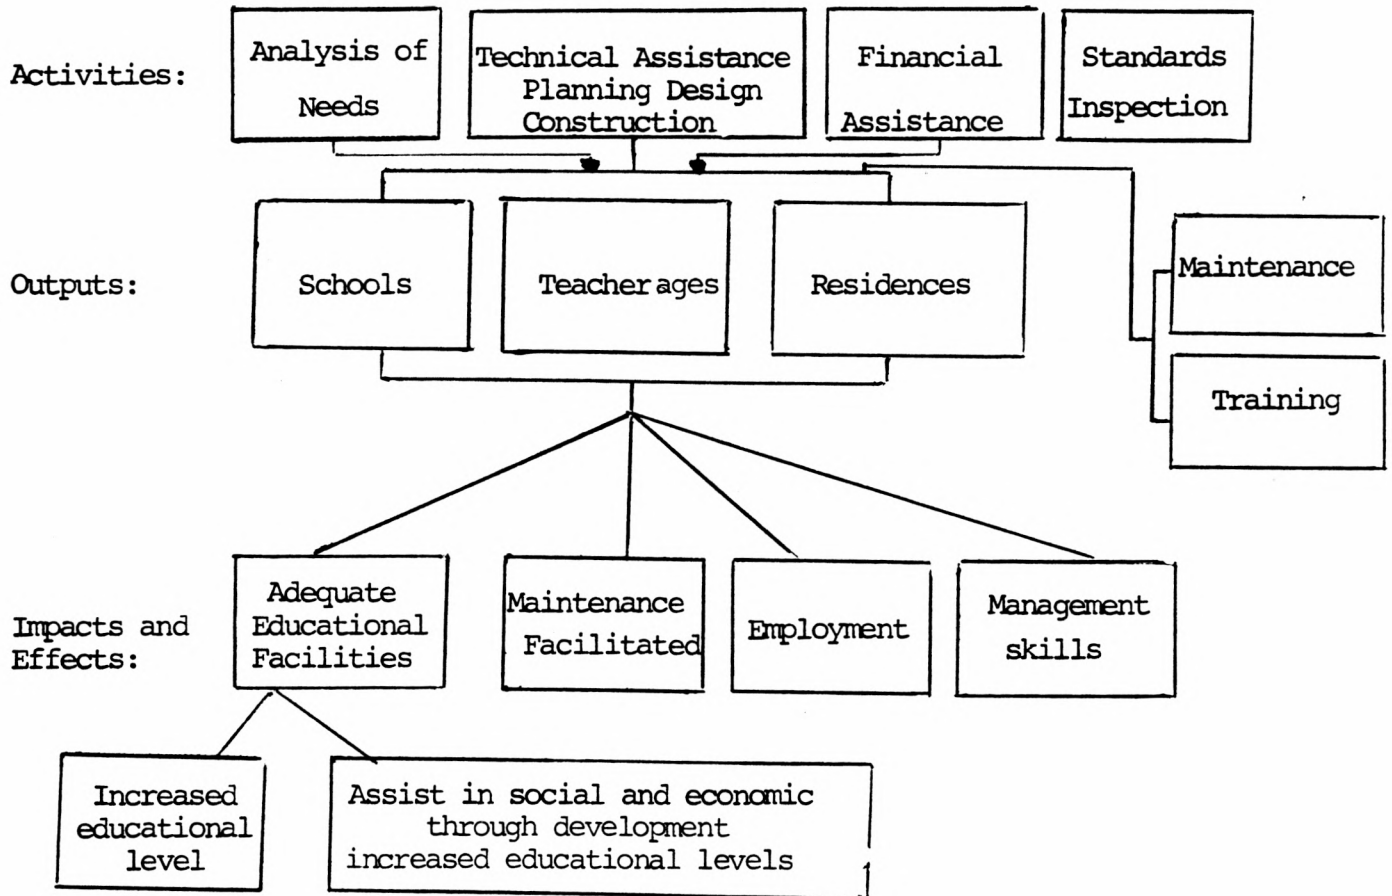 Activities:
Analysis of
Needs
Technical Assistance
Planning Design
Construction
Financial
Assistance
Standards
Inspection
Outputs:
Schools
Teacherages
Residences
Maintenance
Training
Impacts and
Effects:
Adequate
Educational
Facilities
Maintenance
Facilitated
Employment
Management
skills
Increased
educational
level
Assist in social and economic
through development
increased educational levels